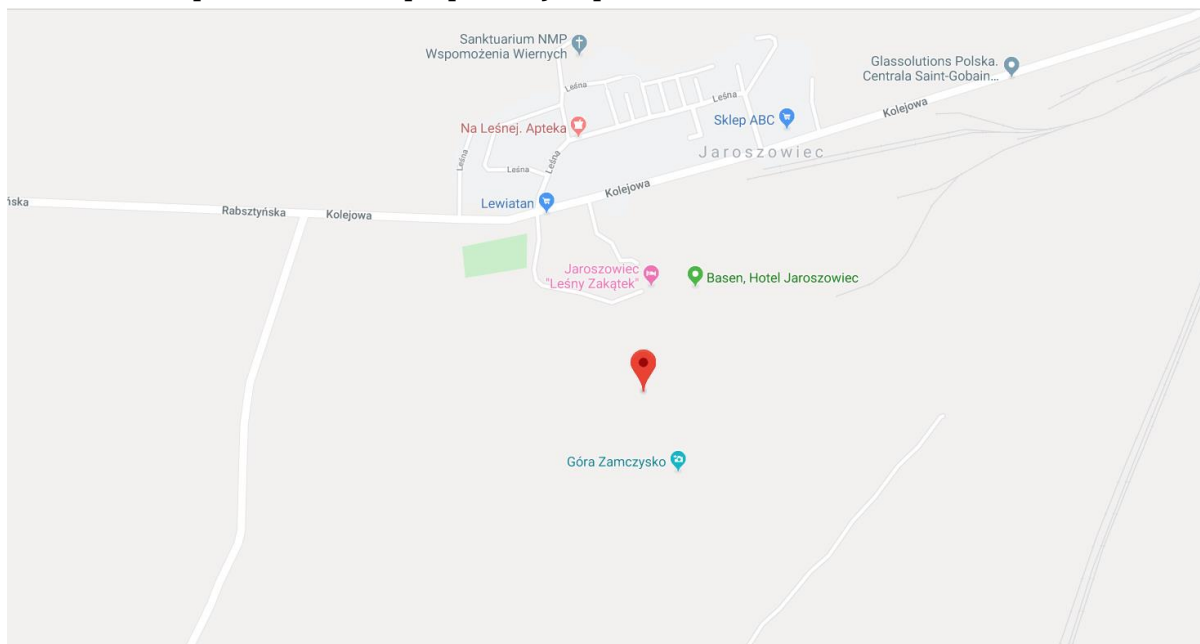 Sanktuarium NMP
Wspomożenia Wiernych
Glassolutions Polska.
Centrala Saint-Gobain...
Leśna
Leśna
Kolejowa
Na Leśnej. Apteka
Sklep ABC
Jaroszowiec
Leśna
Leśna
Leśna
Kolejowa
Lewiatan
ińska
Rabsztyńska
Kolejowa
Jaroszowiec
"Leśny Zakątek"
Basen, Hotel Jaroszowiec
Góra Zamczysko